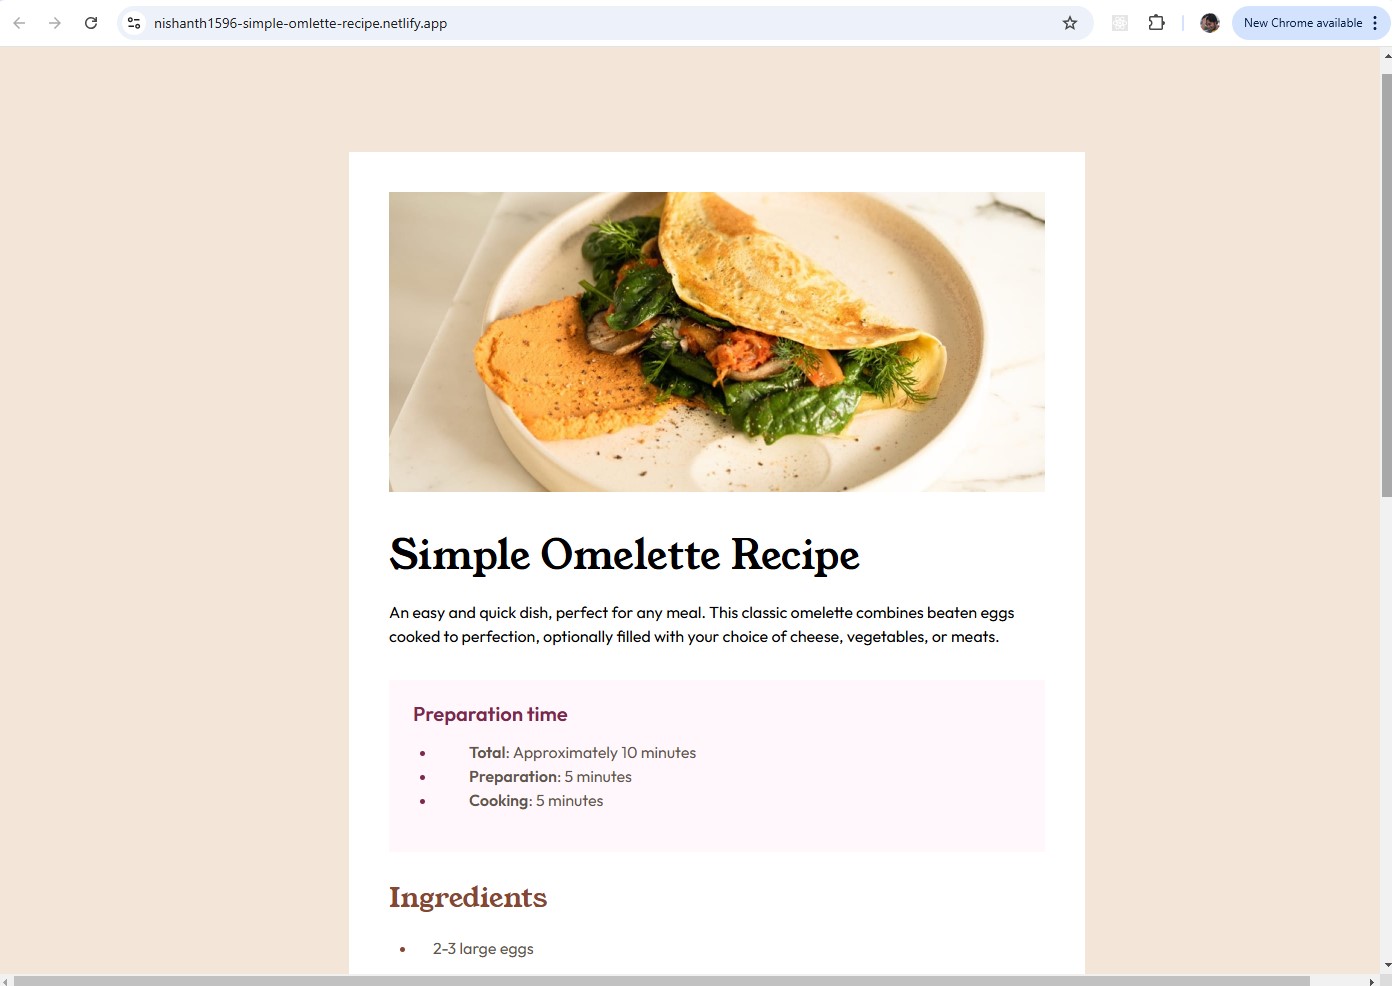 nishanth1596-simple-omlette-recipe.netlify.app
New Chrome available
Simple Omelette Recipe
An easy and quick dish, perfect for any meal. This classic omelette combines beaten eggs
cooked to perfection, optionally filled with your choice of cheese, vegetables, or meats.
Preparation time
• Total: Approximately 10 minutes
• Preparation: 5 minutes
• Cooking: 5 minutes
Ingredients
• 2-3 large eggs